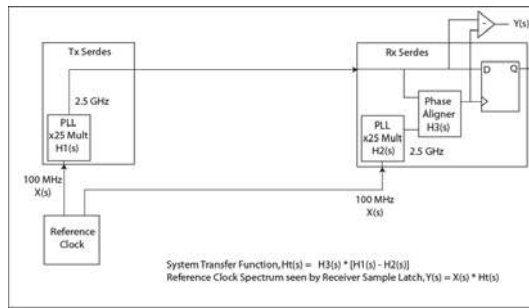 Tx Serdes
Rx Serdes
Y(s)
-
2.5 GHz
D
Q
PLL
x25 Mult
H1(s)
Phase
Aligner
H3(s)
PLL
x25 Mult
H2(s)
2.5 GHz
100 MHz
X(s)
100 MHz
X(s)
Reference
Clock
System Transfer Function, Ht(s) = H3(s) * [H1(s) - H2(s)]
Reference Clock Spectrum seen by Receiver Sample Latch, Y(s) = X(s) * Ht(s)